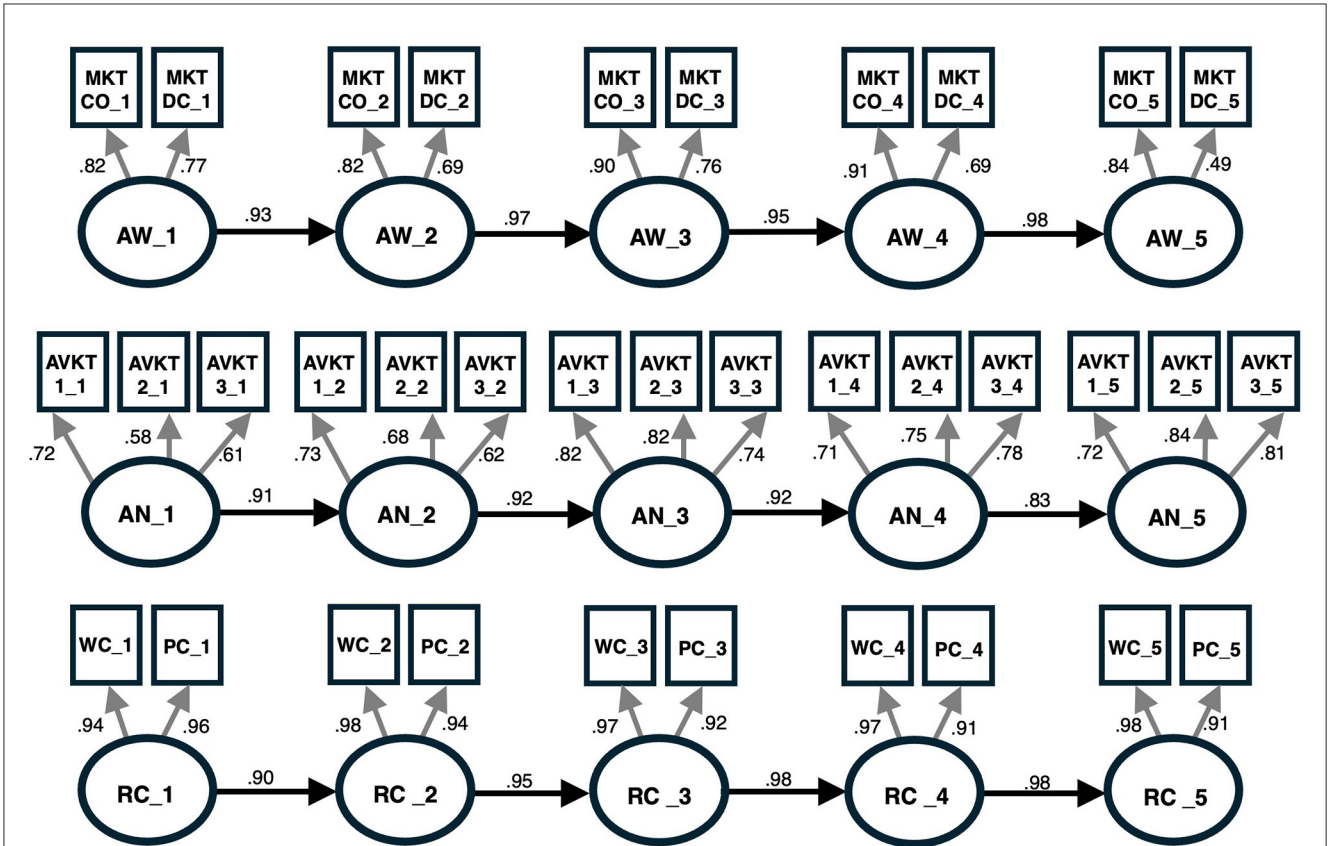 MKT CO_1 MKT DC_1 MKT CO_2 MKT DC_2 MKT CO_3 MKT DC_3 MKT CO_4 MKT DC_4 MKT CO_5 MKT DC_5
.82 .77 .82 .69 .90 .76 .91 .69 .84 .49
.93 .97 .95 .98
AW_1 AW_2 AW_3 AW_4 AW_5
AVKT 1_1 AVKT 2_1 AVKT 3_1 AVKT 1_2 AVKT 2_2 AVKT 3_2 AVKT 1_3 AVKT 2_3 AVKT 3_3 AVKT 1_4 AVKT 2_4 AVKT 3_4 AVKT 1_5 AVKT 2_5 AVKT 3_5
.72 .58 .61 .73 .68 .62 .82 .82 .74 .71 .75 .78 .72 .84 .81
.91 .92 .92 .83
AN_1 AN_2 AN_3 AN_4 AN_5
WC_1 PC_1 WC_2 PC_2 WC_3 PC_3 WC_4 PC_4 WC_5 PC_5
.94 .96 .98 .94 .97 .92 .97 .91 .98 .91
.90 .95 .98 .98
RC_1 RC _2 RC _3 RC _4 RC _5